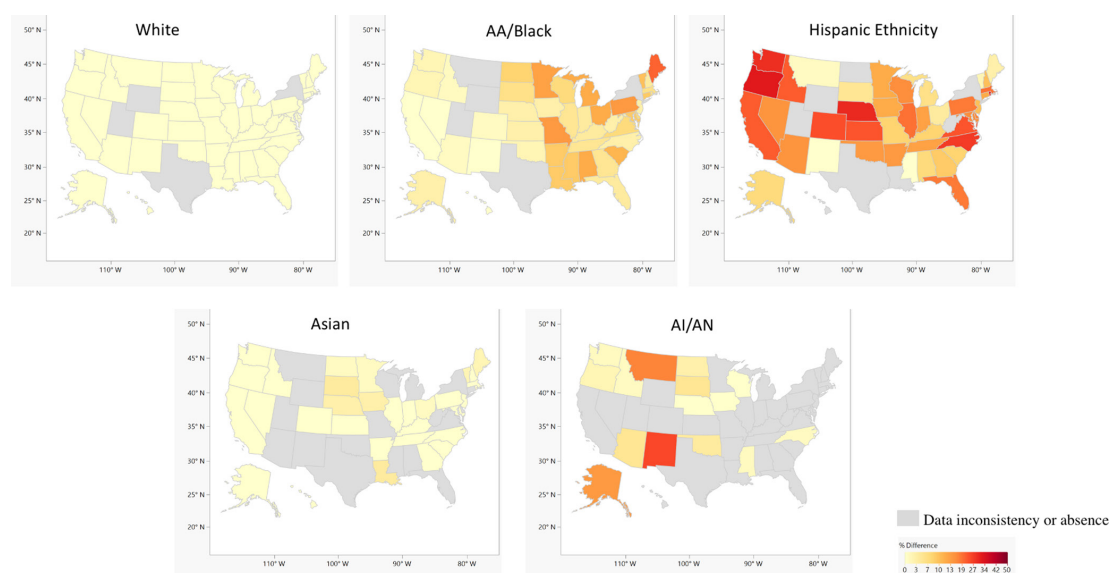 White
50° N
45° N
40° N
35° N
30° N
25° N
20° N
110° W 100° W 90° W 80° W
AA/Black
50° N
45° N
40° N
35° N
30° N
25° N
20° N
110° W 100° W 90° W 80° W
Hispanic Ethnicity
50° N
45° N
40° N
35° N
30° N
25° N
20° N
110° W 100° W 90° W 80° W
Asian
50° N
45° N
40° N
35° N
30° N
25° N
20° N
110° W 100° W 90° W 80° W
AI/AN
50° N
45° N
40° N
35° N
30° N
25° N
20° N
110° W 100° W 90° W 80° W
Data inconsistency or absence
% Difference
0 3 7 10 13 19 27 34 42 50